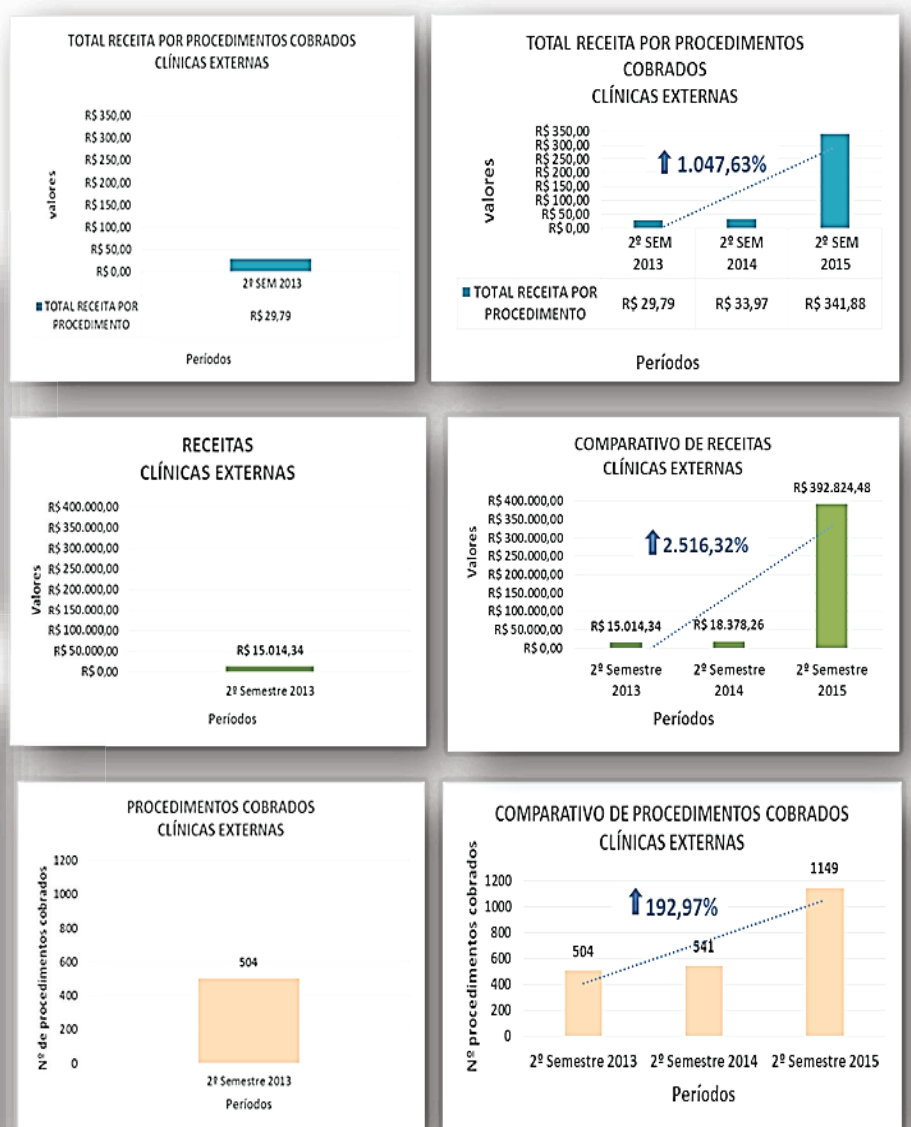 TOTAL RECEITA POR PROCEDIMENTOS COBRADOS
CLÍNICAS EXTERNAS
valores
R$ 350,00
R$ 300,00
R$ 250,00
R$ 200,00
R$ 150,00
R$ 100,00
R$ 50,00
R$ 0,00
2º SEM 2013
TOTAL RECEITA POR
PROCEDIMENTO
R$ 29,79
Períodos
TOTAL RECEITA POR PROCEDIMENTOS
COBRADOS
CLÍNICAS EXTERNAS
valores
R$ 350,00
R$ 300,00
R$ 250,00
R$ 200,00
R$ 150,00
R$ 100,00
R$ 50,00
R$ 0,00
1.047,63%
2º SEM
2013
2º SEM
2014
2º SEM
2015
TOTAL RECEITA POR
PROCEDIMENTO
R$ 29,79
R$ 33,97
R$ 341,88
Períodos
RECEITAS
CLÍNICAS EXTERNAS
Valores
R$ 400.000,00
R$ 350.000,00
R$ 300.000,00
R$ 250.000,00
R$ 200.000,00
R$ 150.000,00
R$ 100.000,00
R$ 50.000,00
R$ 0,00
R$ 15.014,34
2º Semestre 2013
Períodos
COMPARATIVO DE RECEITAS
CLÍNICAS EXTERNAS
Valores
R$ 400.000,00
R$ 350.000,00
R$ 300.000,00
R$ 250.000,00
R$ 200.000,00
R$ 150.000,00
R$ 100.000,00
R$ 50.000,00
R$ 0,00
R$ 392.824,48
2.516,32%
R$ 15.014,34
R$ 18.378,26
2º Semestre
2013
2º Semestre
2014
2º Semestre
2015
Períodos
PROCEDIMENTOS COBRADOS
CLÍNICAS EXTERNAS
Nº de procedimentos cobrados
1200
1000
800
600
400
200
0
504
2º Semestre 2013
Períodos
COMPARATIVO DE PROCEDIMENTOS COBRADOS
CLÍNICAS EXTERNAS
Nº procedimentos cobrados
1200
1000
800
600
400
200
0
1149
192,97%
504
541
2º Semestre 2013
2º Semestre 2014
2º Semestre 2015
Períodos